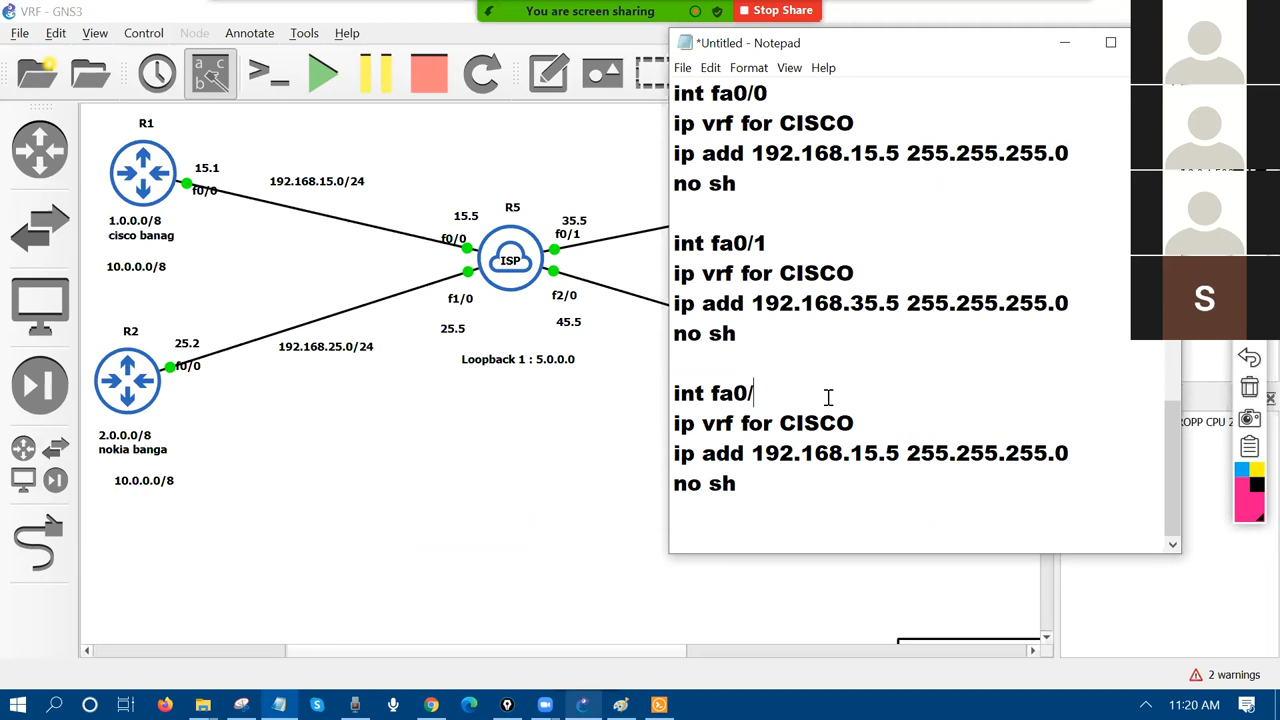 VRF - GNS3
You are screen sharing
Stop Share
File Edit View Control Node Annotate Tools Help
*Untitled - Notepad
File Edit Format View Help
int fa0/0
ip vrf for CISCO
ip add 192.168.15.5 255.255.255.0
no sh
int fa0/1
ip vrf for CISCO
ip add 192.168.35.5 255.255.255.0
no sh
int fa0/
ip vrf for CISCO
ip add 192.168.15.5 255.255.255.0
no sh
R1
15.1
f0/0
192.168.15.0/24
1.0.0.0/8
cisco banag
10.0.0.0/8
R5
15.5
f0/0
35.5
f0/1
ISP
f1/0
f2/0
25.5
45.5
Loopback 1 : 5.0.0.0
R2
25.2
f0/0
192.168.25.0/24
2.0.0.0/8
nokia banga
10.0.0.0/8
S
a c
b
ROPP CPU 2
2 warnings
11:20 AM